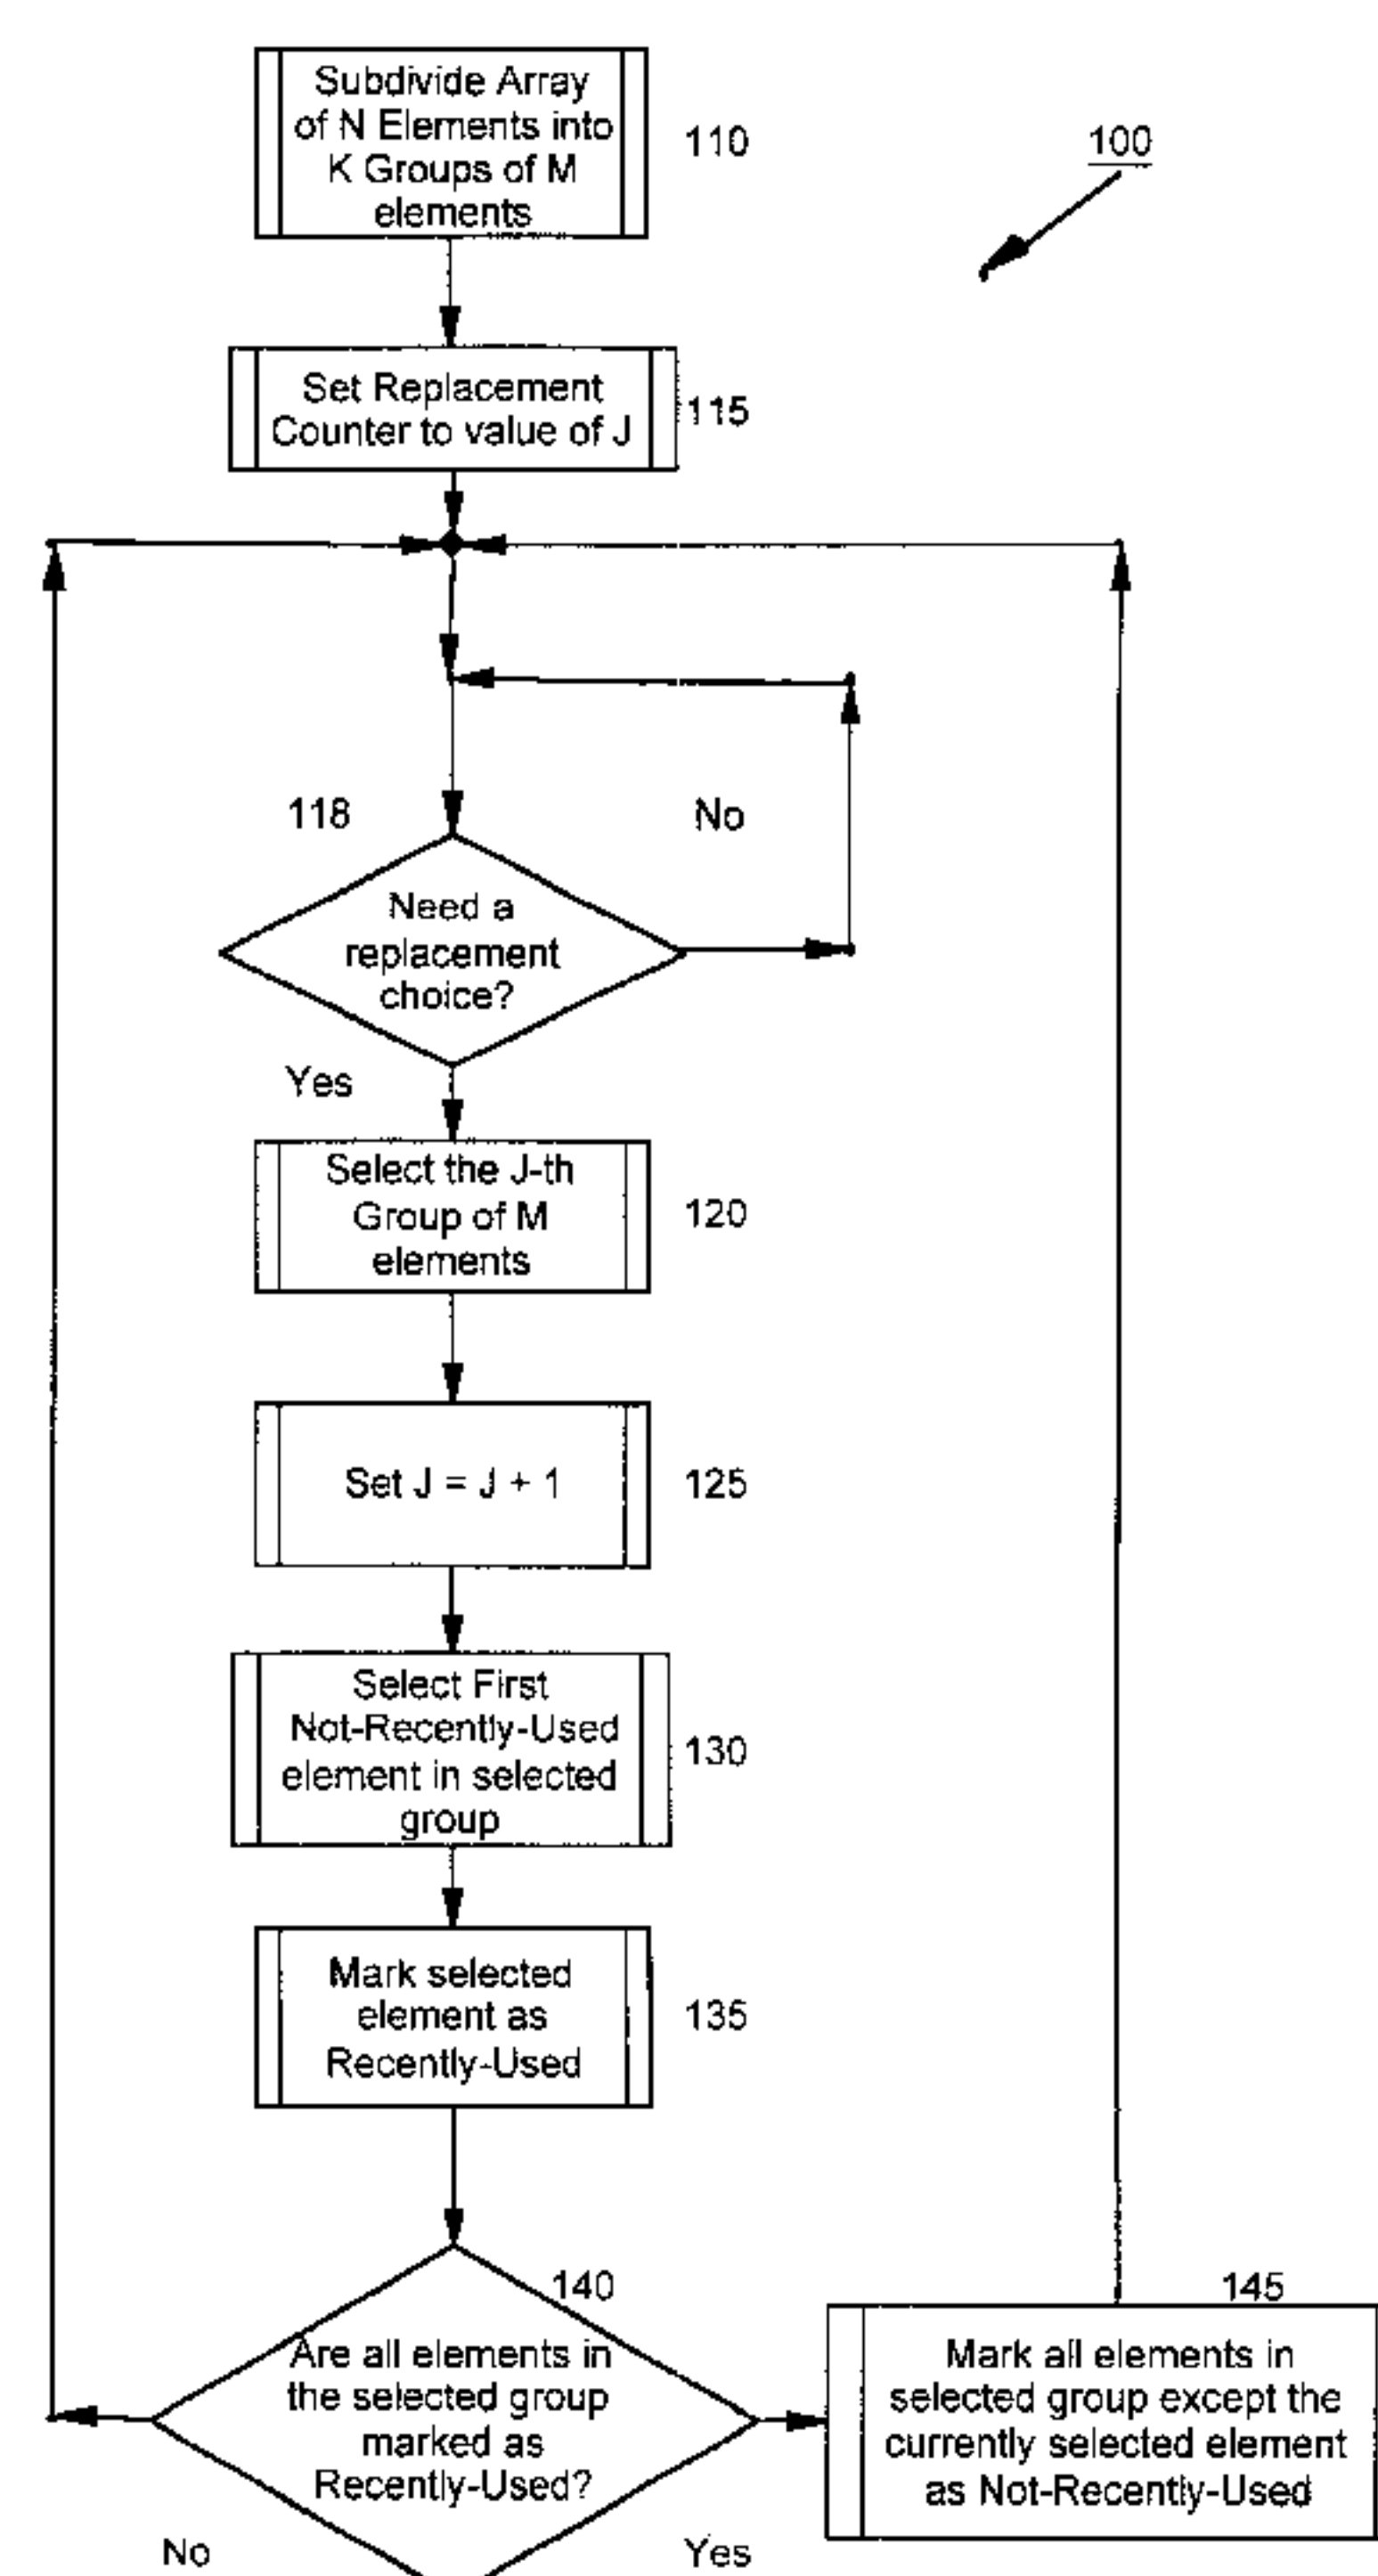 Subdivide Array
of N Elements into
K Groups of M
elements
110
100
Set Replacement
Counter to value of J
115
118
No
Need a
replacement
choice?
Yes
Select the J-th
Group of M
elements
120
Set J = J + 1
125
Select First
Not-Recently-Used
element in selected
group
130
Mark selected
element as
Recently-Used
135
140
Are all elements in
the selected group
marked as
Recently-Used?
145
Mark all elements in
selected group except the
currently selected element
as Not-Recently-Used
No
Yes